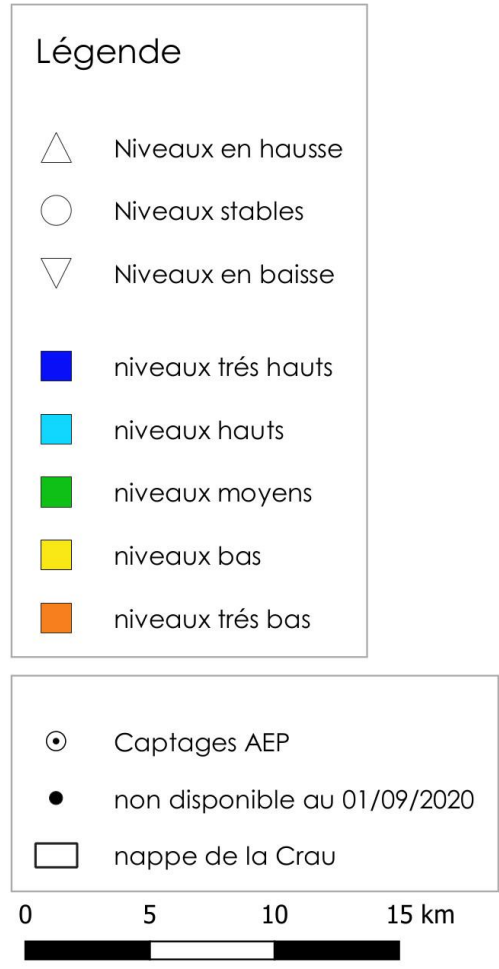 Légende
Niveaux en hausse
Niveaux stables
Niveaux en baisse
niveaux trés hauts
niveaux hauts
niveaux moyens
niveaux bas
niveaux trés bas
Captages AEP
non disponible au 01/09/2020
nappe de la Crau
0 5 10 15 km